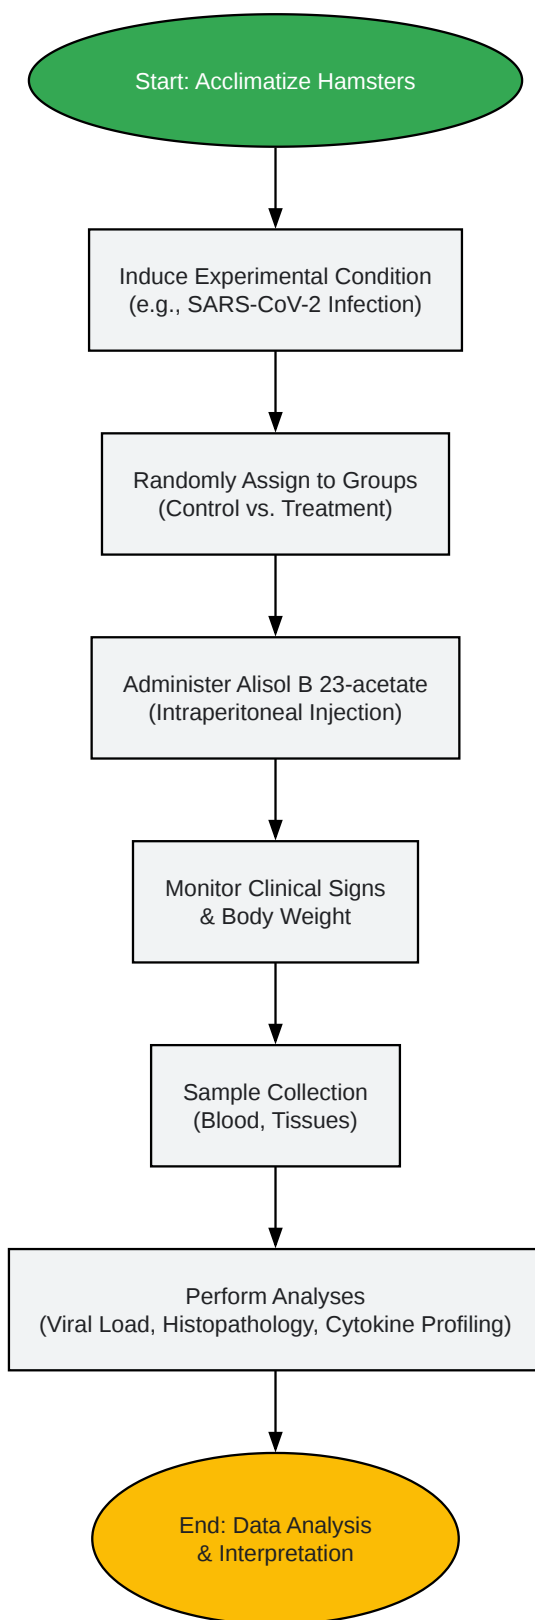 Start: Acclimatize Hamsters
Induce Experimental Condition
(e.g., SARS-CoV-2 Infection)
Randomly Assign to Groups
(Control vs. Treatment)
Administer Alisol B 23-acetate
(Intraperitoneal Injection)
Monitor Clinical Signs
& Body Weight
Sample Collection
(Blood, Tissues)
Perform Analyses
(Viral Load, Histopathology, Cytokine Profiling)
End: Data Analysis
& Interpretation